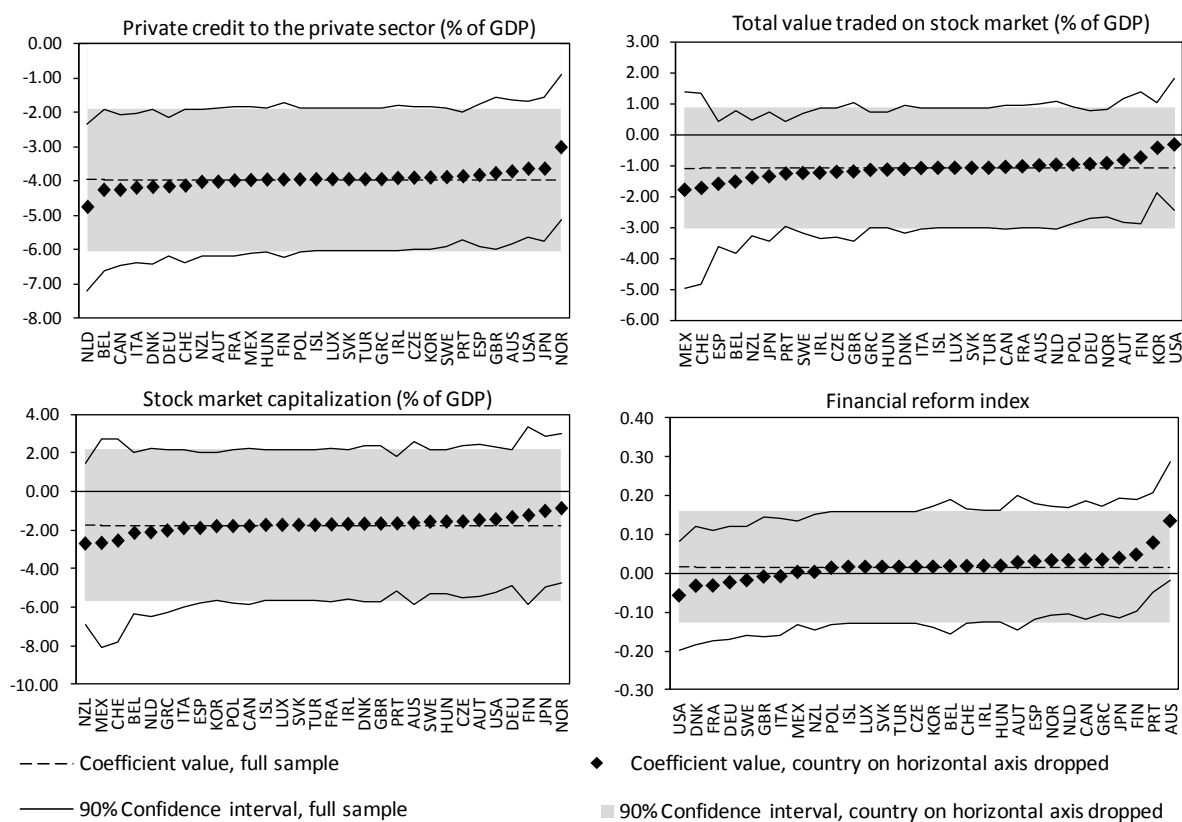 Private credit to the private sector (% of GDP)
0.00
-1.00
-2.00
-3.00
-4.00
-5.00
-6.00
-7.00
-8.00
NLD BEL CAN ITA DNK DEU CHE NZL AUT FRA MEX HUN FIN POL ISL LUX SVK TUR GRC IRL CZE KOR SWE PRT ESP GBR AUS USA JPN NOR
Total value traded on stock market (% of GDP)
3.00
2.00
1.00
0.00
-1.00
-2.00
-3.00
-4.00
-5.00
-6.00
MEX CHE ESP BEL NZL JPN PRT SWE IRL CZE GBR GRC HUN DNK ITA ISL LUX SVK TUR CAN FRA AUS NLD POL DEU NOR AUT FIN KOR USA
Stock market capitalization (% of GDP)
4.00
2.00
0.00
-2.00
-4.00
-6.00
-8.00
-10.00
NZL MEX CHE BEL NLD GRC ITA ESP KOR POL CAN ISL LUX SVK TUR FRA IRL DNK GBR PRT AUS SWE HUN CZE AUT USA DEU FIN JPN NOR
Financial reform index
0.40
0.30
0.20
0.10
0.00
-0.10
-0.20
-0.30
USA DNK FRA DEU SWE GBR ITA MEX NZL POL ISL LUX SVK TUR CZE KOR BEL CHE IRL HUN AUT ESP NOR NLD CAN GRC JPN FIN PRT AUS
Coefficient value, full sample
Coefficient value, country on horizontal axis dropped
90% Confidence interval, full sample
90% Confidence interval, country on horizontal axis dropped